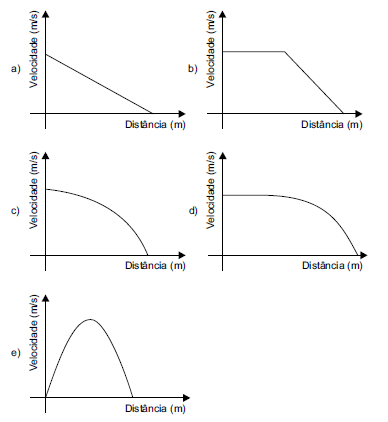 a)
Velocidade (m/s)
Distância (m)
b)
Velocidade (m/s)
Distância (m)
c)
Velocidade (m/s)
Distância (m)
d)
Velocidade (m/s)
Distância (m)
e)
Velocidade (m/s)
Distância (m)